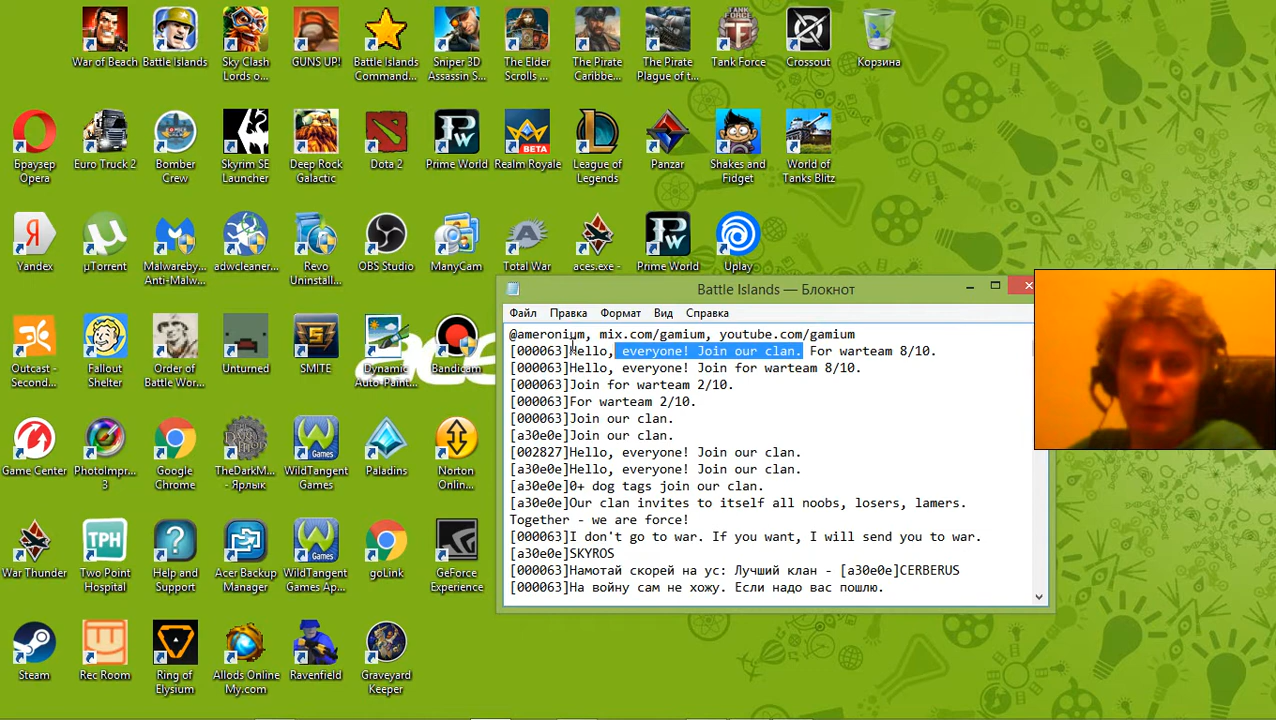 War of Beach
Battle Islands
Sky Clash Lords o...
GUNS UP!
Battle Islands Command...
Sniper 3D Assassin S...
The Elder Scrolls ...
The Pirate Caribbe...
The Pirate Plague of t...
TANK FORCE
Tank Force
Crossout
Корзина
Браузер Opera
Euro Truck 2
Bomber Crew
Skyrim SE Launcher
Deep Rock Galactic
Dota 2
Prime World
BETA
Realm Royale
League of Legends
Panzar
Shakes and Fidget
World of Tanks Blitz
Yandex
µTorrent
Malwareby... Anti-Malw...
adwcleaner...
Revo Uninstall...
OBS Studio
ManyCam
Total War
aces.exe -
Prime World
Uplay
Outcast - Second...
Fallout Shelter
Order of Battle Wor...
Unturned
SMITE
Dynamic Auto-Paint...
Bandicam
Game Center
PhotoImpr... 3
Google Chrome
TheDarkM... - Ярлык
WildTangent Games
Paladins
Norton Online...
War Thunder
TPH
Two Point Hospital
Help and Support
Acer Backup Manager
WildTangent Games Ap...
goLink
GeForce Experience
Steam
Rec Room
Ring of Elysium
Allods Online My.com
Ravenfield
Graveyard Keeper
Battle Islands — Блокнот
Файл Правка Формат Вид Справка
@ameronium, mix.com/gamium, youtube.com/gamium
[000063]Hello, everyone! Join our clan. For warteam 8/10.
[000063]Hello, everyone! Join for warteam 8/10.
[000063]Join for warteam 2/10.
[000063]For warteam 2/10.
[000063]Join our clan.
[a30e0e]Join our clan.
[002827]Hello, everyone! Join our clan.
[a30e0e]Hello, everyone! Join our clan.
[a30e0e]0+ dog tags join our clan.
[a30e0e]Our clan invites to itself all noobs, losers, lamers.
Together - we are force!
[000063]I don't go to war. If you want, I will send you to war.
[a30e0e]SKYROS
[000063]Намотай скорей на ус: Лучший клан - [a30e0e]CERBERUS
[000063]На войну сам не хожу. Если надо вас пошлю.